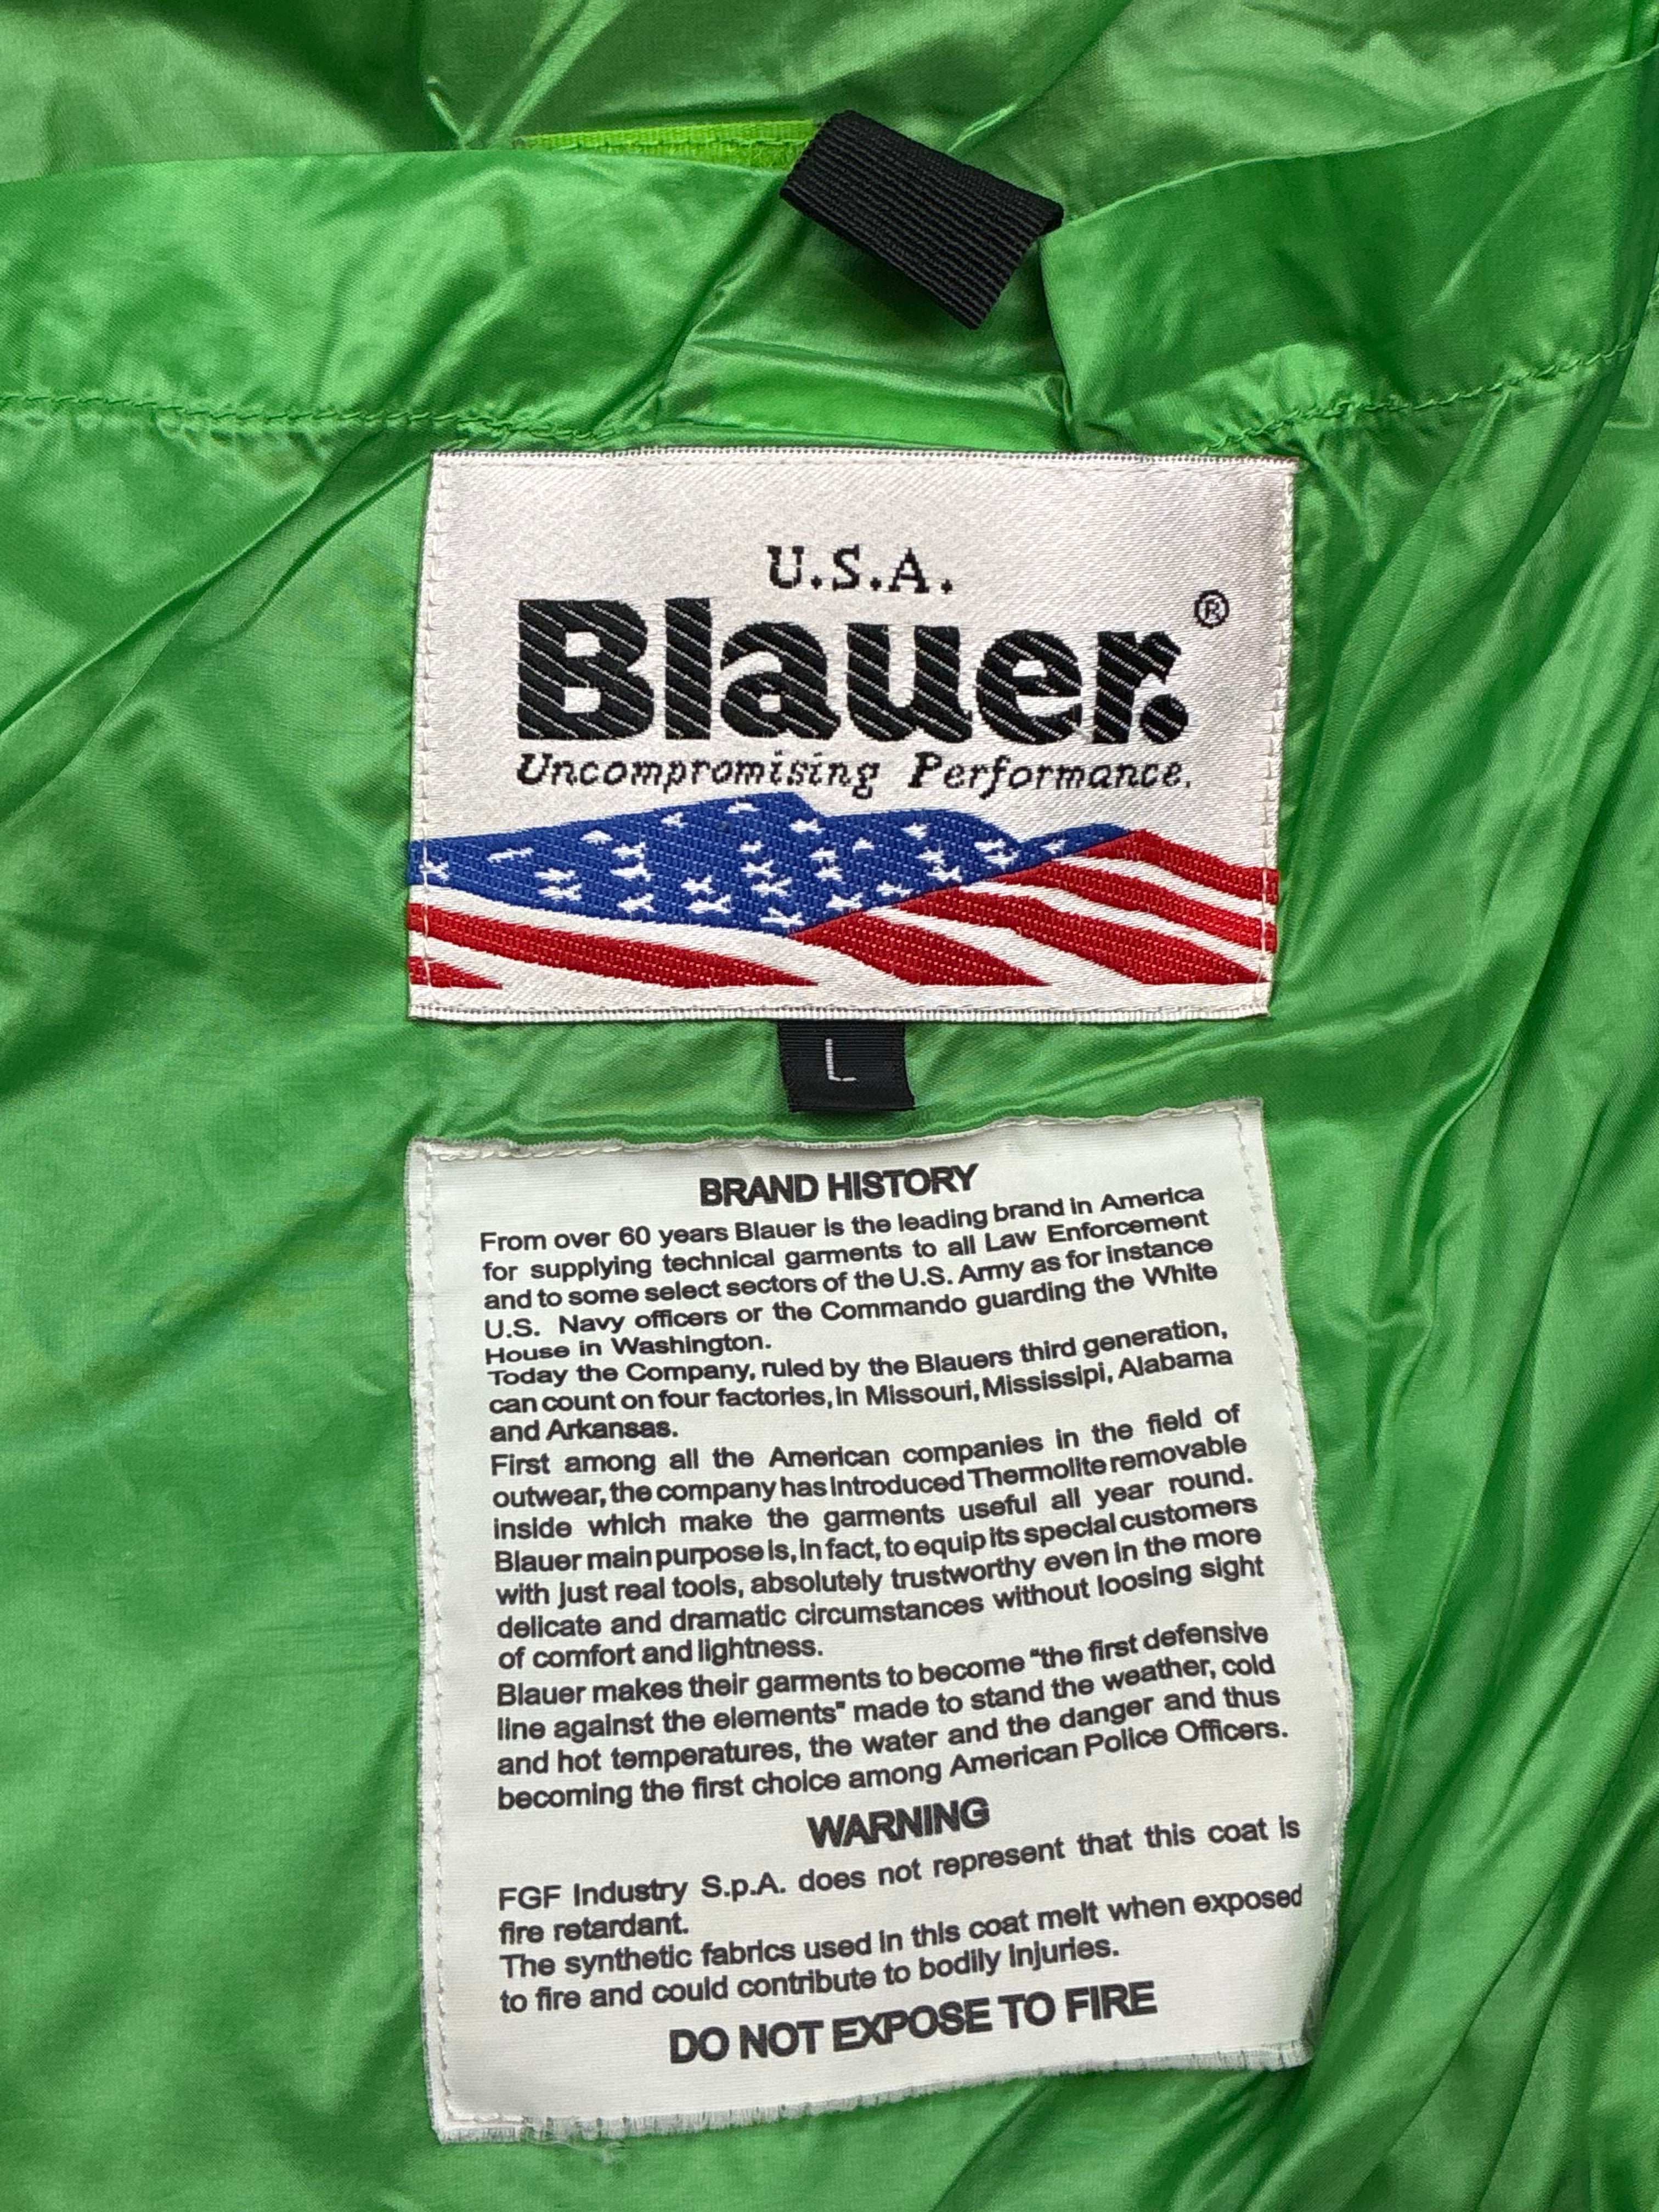 U.S.A.
Blauer.®
Uncompromising Performance.
L
BRAND HISTORY
From over 60 years Blauer is the leading brand in America
for supplying technical garments to all Law Enforcement
and to some select sectors of the U.S. Army as for instance
U.S. Navy officers or the Commando guarding the White
House in Washington.
Today the Company, ruled by the Blauers third generation,
can count on four factories, in Missouri, Mississipi, Alabama
and Arkansas.
First among all the American companies in the field of
outwear, the company has introduced Thermolite removable
inside which make the garments useful all year round.
Blauer main purpose is, in fact, to equip its special customers
with just real tools, absolutely trustworthy even in the more
delicate and dramatic circumstances without loosing sight
of comfort and lightness.
Blauer makes their garments to become "the first defensive
line against the elements" made to stand the weather, cold
and hot temperatures, the water and the danger and thus
becoming the first choice among American Police Officers.
WARNING
FGF Industry S.p.A. does not represent that this coat is
fire retardant.
The synthetic fabrics used in this coat melt when exposed
to fire and could contribute to bodily injuries.
DO NOT EXPOSE TO FIRE